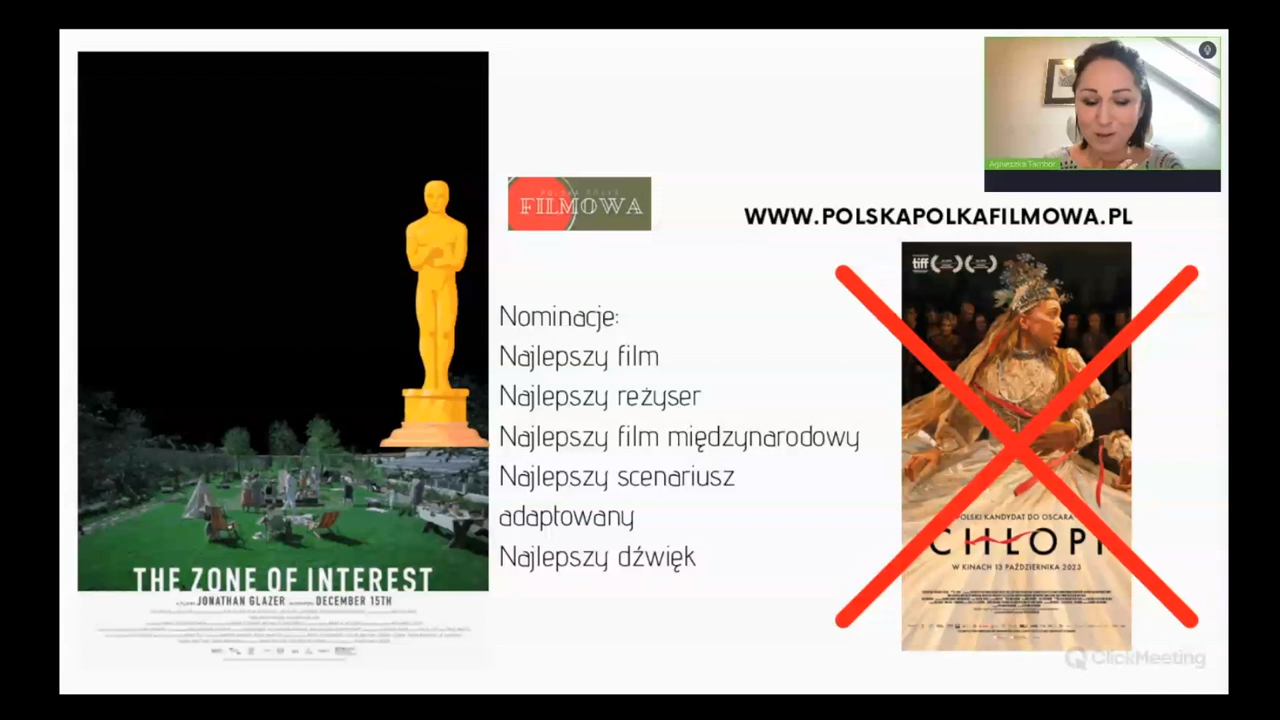 Agnieszka Tambor
POLSKA PÓŁKA
FILMOWA
WWW.POLSKAPOLKAFILMOWA.PL
Nominacje:
Najlepszy film
Najlepszy reżyser
Najlepszy film międzynarodowy
Najlepszy scenariusz
adaptowany
Najlepszy dźwięk
THE ZONE OF INTEREST
JONATHAN GLAZER DECEMBER 15TH
tiff
POLSKI KANDYDAT DO OSCARA
CHŁOPI
W KINACH 13 PAŹDZIERNIKA 2023
ClickMeeting